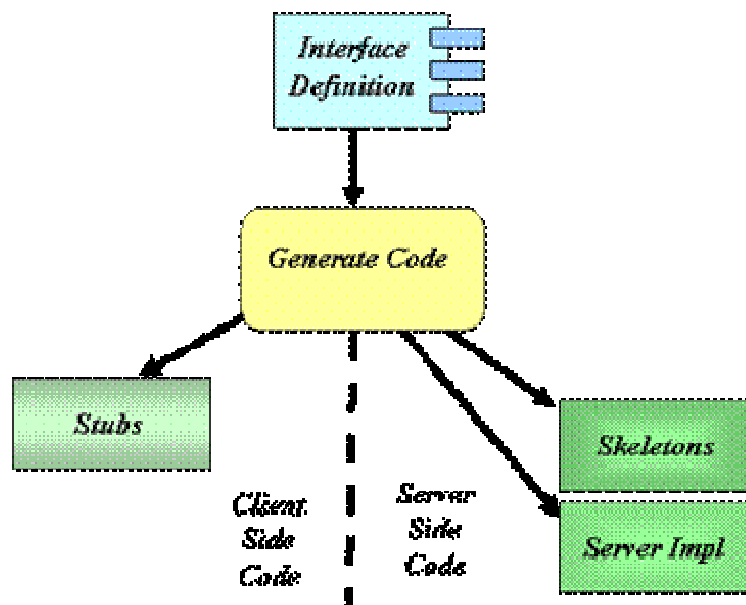 Interface
Definition
Generate Code
Stubs
Skeletons
Server Impl
Client
Side
Code
Server
Side
Code